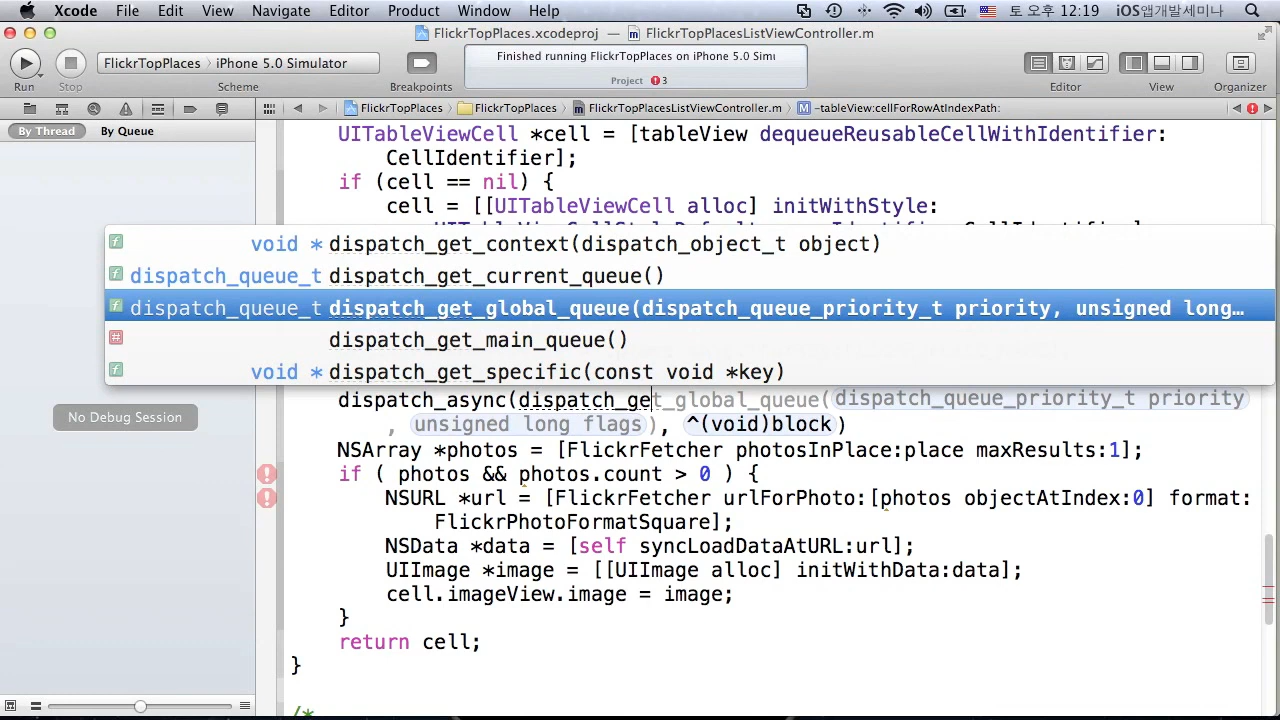 Xcode File Edit View Navigate Editor Product Window Help 토 오후 12:19 iOS앱개발세미나
FlickrTopPlaces.xcodeproj — FlickrTopPlacesListViewController.m
FlickrTopPlaces iPhone 5.0 Simulator
Finished running FlickrTopPlaces on iPhone 5.0 Simu
Project 3
Run Stop Scheme Breakpoints Editor View Organizer
FlickrTopPlaces FlickrTopPlaces FlickrTopPlacesListViewController.m M -tableView:cellForRowAtIndexPath:
By Thread By Queue
UITableViewCell *cell = [tableView dequeueReusableCellWithIdentifier:
CellIdentifier];
if (cell == nil) {
cell = [[UITableViewCell alloc] initWithStyle:
f void * dispatch_get_context(dispatch_object_t object)
f dispatch_queue_t dispatch_get_current_queue()
f dispatch_queue_t dispatch_get_global_queue(dispatch_queue_priority_t priority, unsigned long…
# dispatch_get_main_queue()
f void * dispatch_get_specific(const void *key)
dispatch_async(dispatch_get_global_queue(dispatch_queue_priority_t priority
, unsigned long flags), ^(void)block)
No Debug Session
NSArray *photos = [FlickrFetcher photosInPlace:place maxResults:1];
if ( photos && photos.count > 0 ) {
NSURL *url = [FlickrFetcher urlForPhoto:[photos objectAtIndex:0] format:
FlickrPhotoFormatSquare];
NSData *data = [self syncLoadDataAtURL:url];
UIImage *image = [[UIImage alloc] initWithData:data];
cell.imageView.image = image;
}
return cell;
}
/*